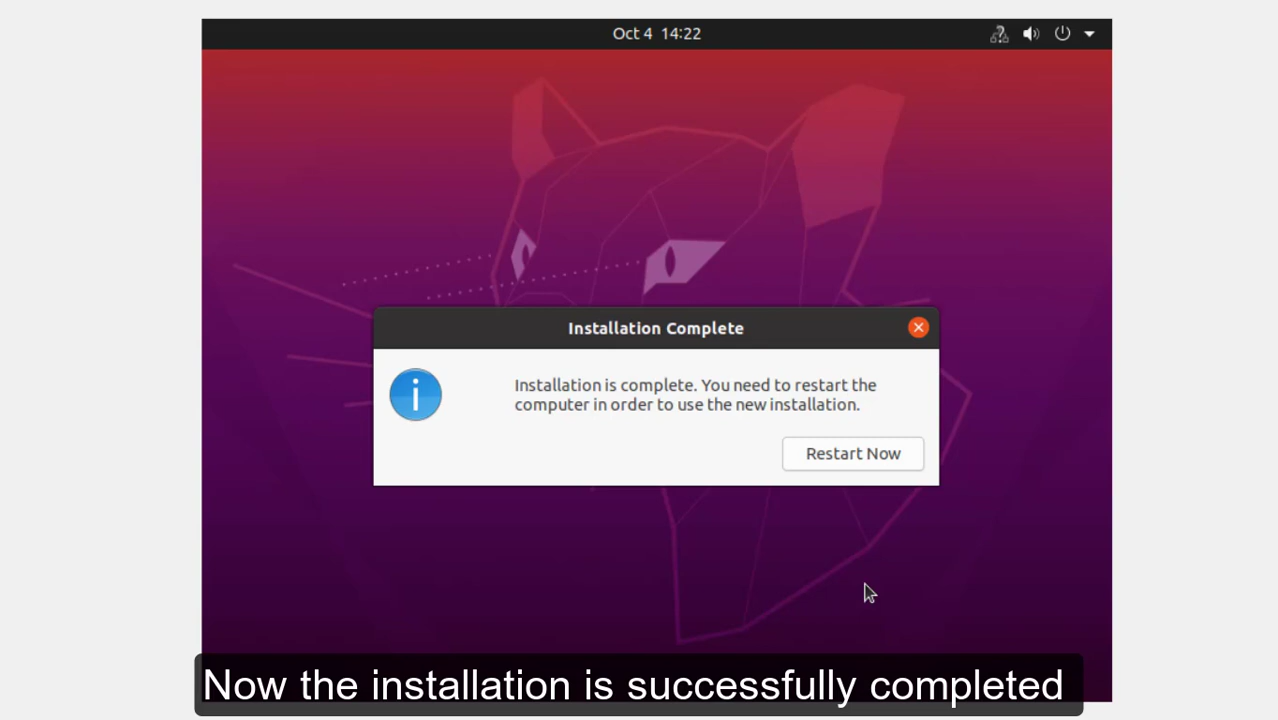 Oct 4 14:22
Installation Complete
Installation is complete. You need to restart the
computer in order to use the new installation.
Restart Now
Now the installation is successfully completed